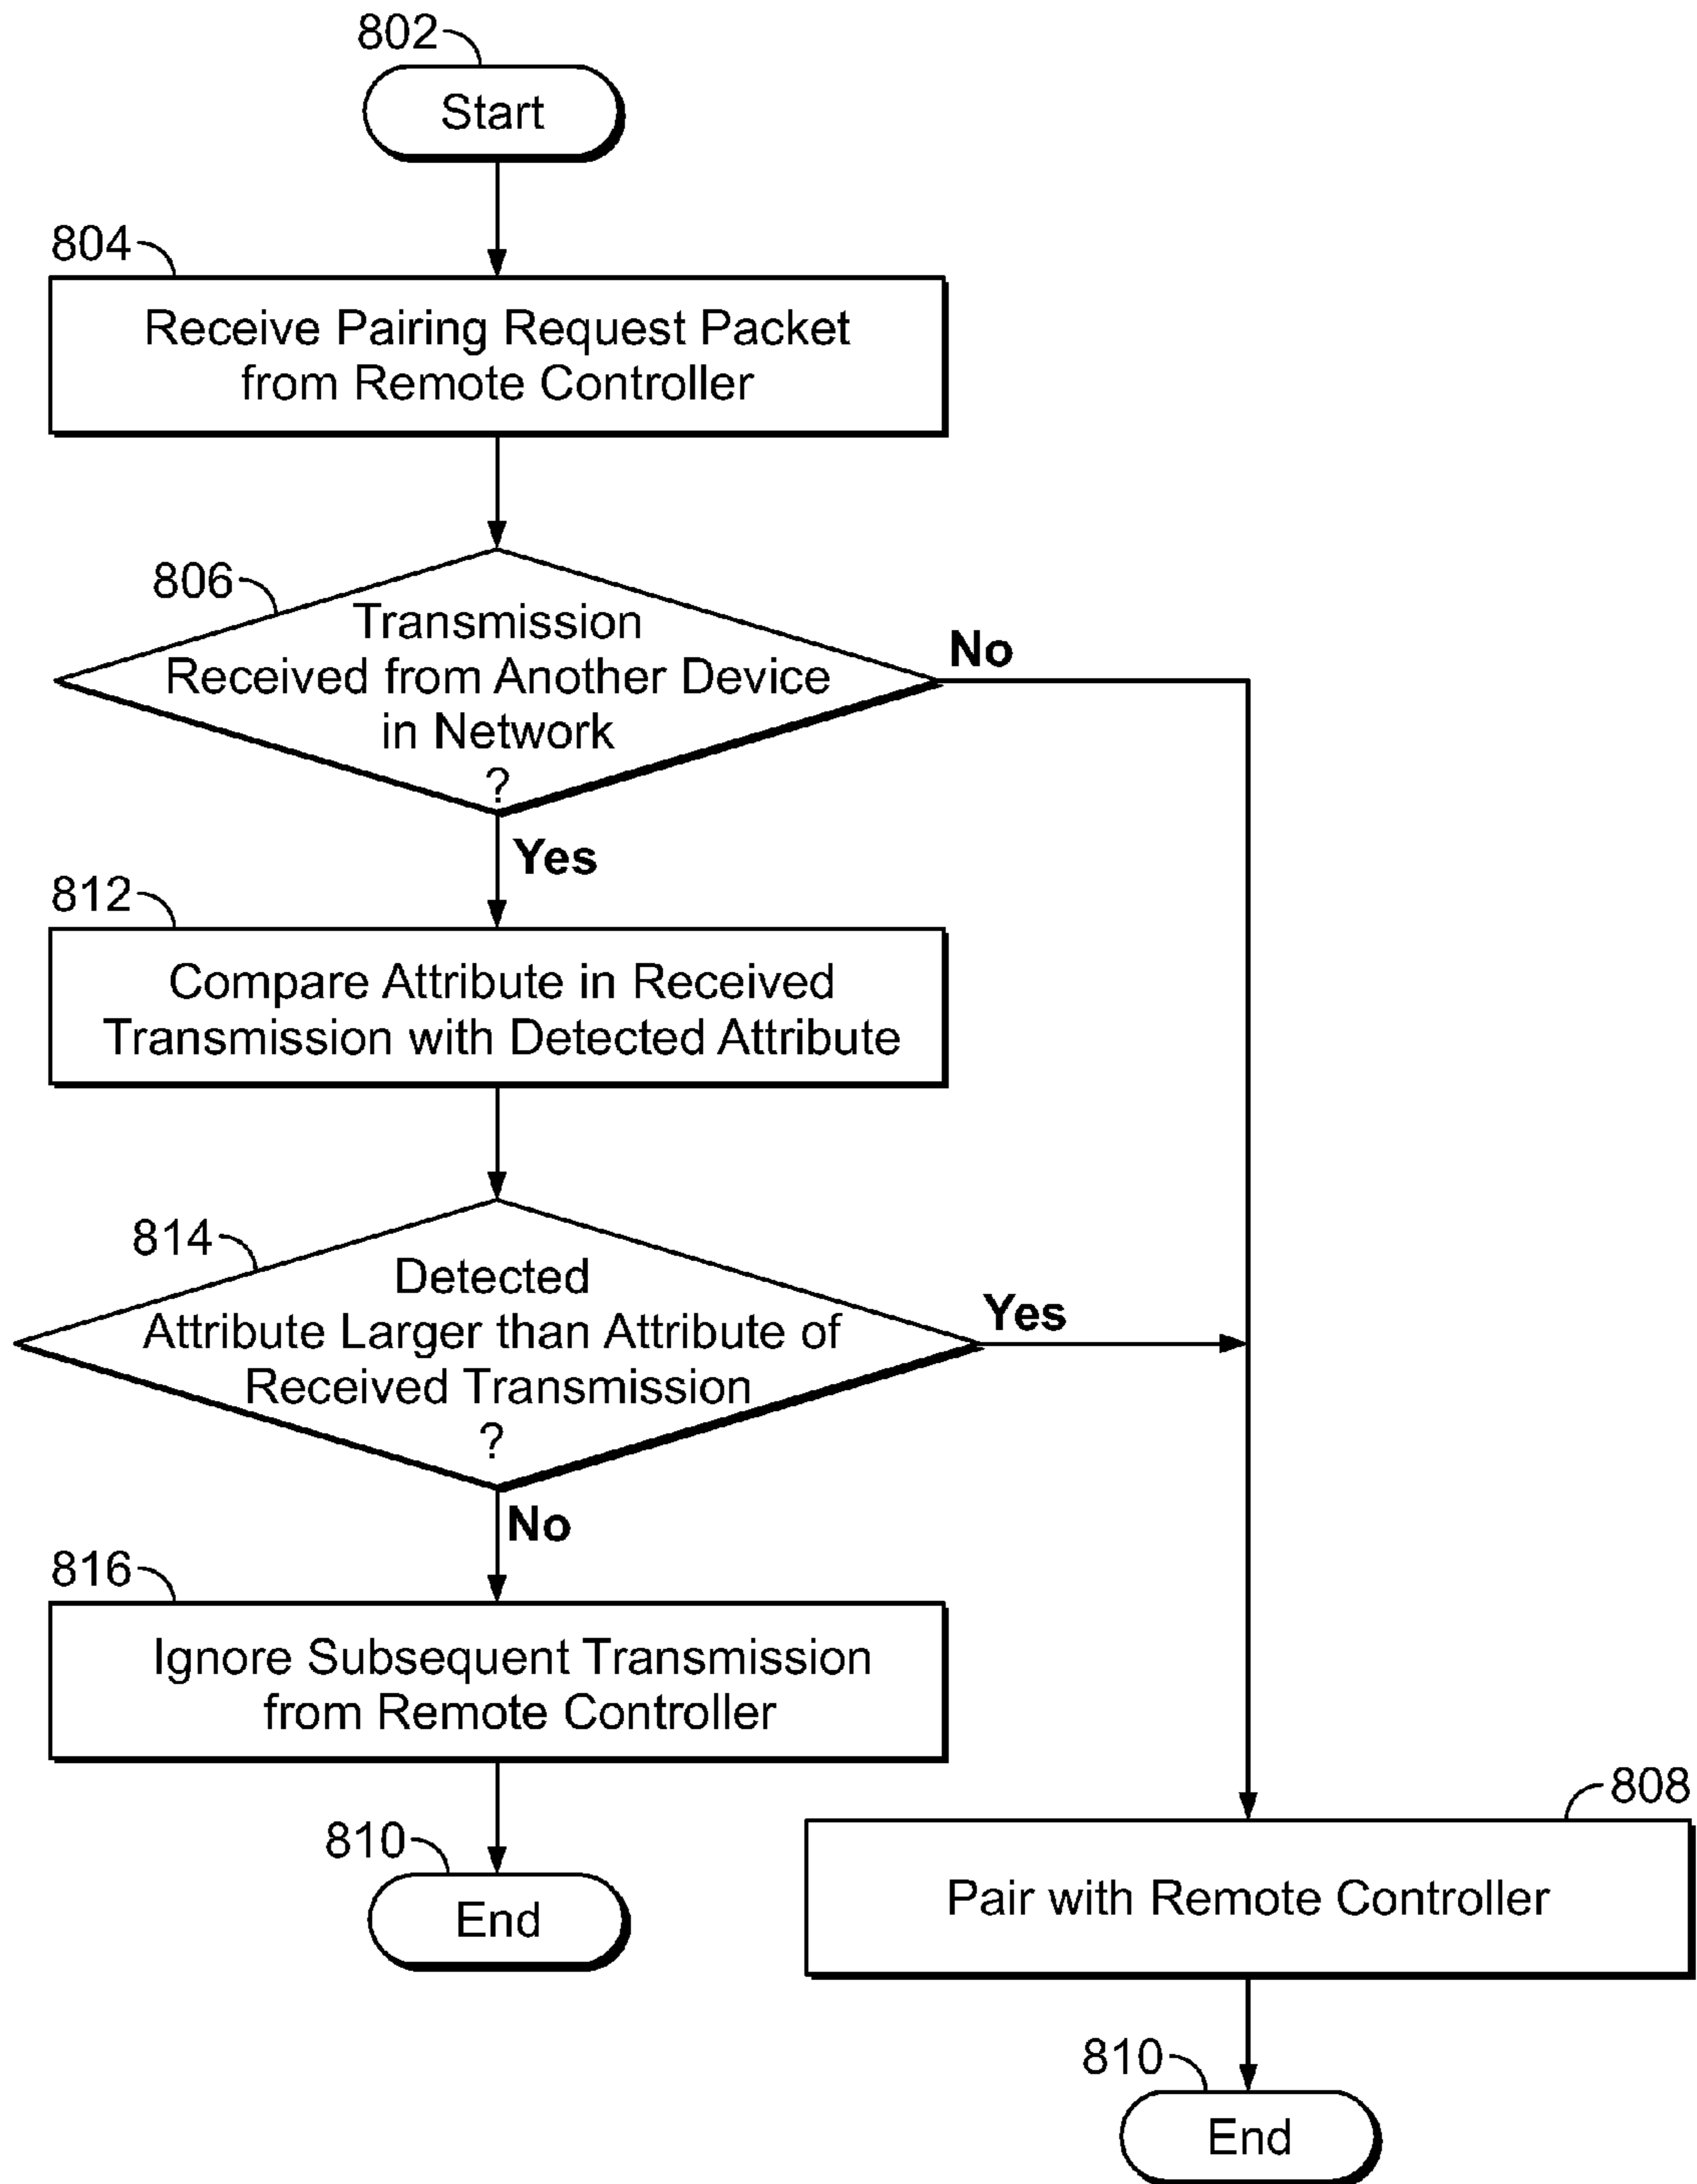 802
Start
804
Receive Pairing Request Packet
from Remote Controller
806
Transmission
Received from Another Device
in Network
?
No
Yes
812
Compare Attribute in Received
Transmission with Detected Attribute
814
Detected
Attribute Larger than Attribute of
Received Transmission
?
Yes
No
816
Ignore Subsequent Transmission
from Remote Controller
808
Pair with Remote Controller
810
End
810
End